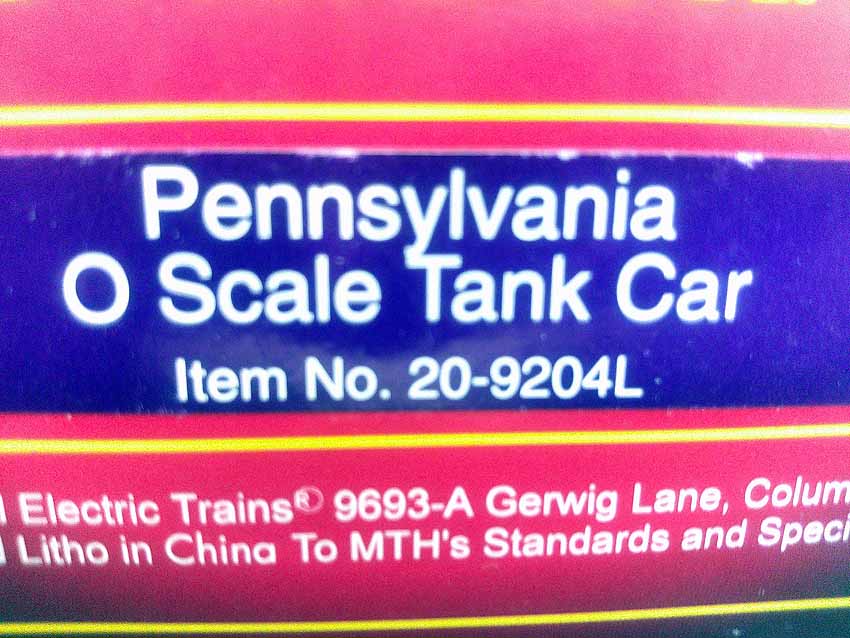 Pennsylvania
O Scale Tank Car
Item No. 20-9204L
Electric Trains® 9693-A Gerwig Lane, Colum
Litho in China To MTH's Standards and Speci